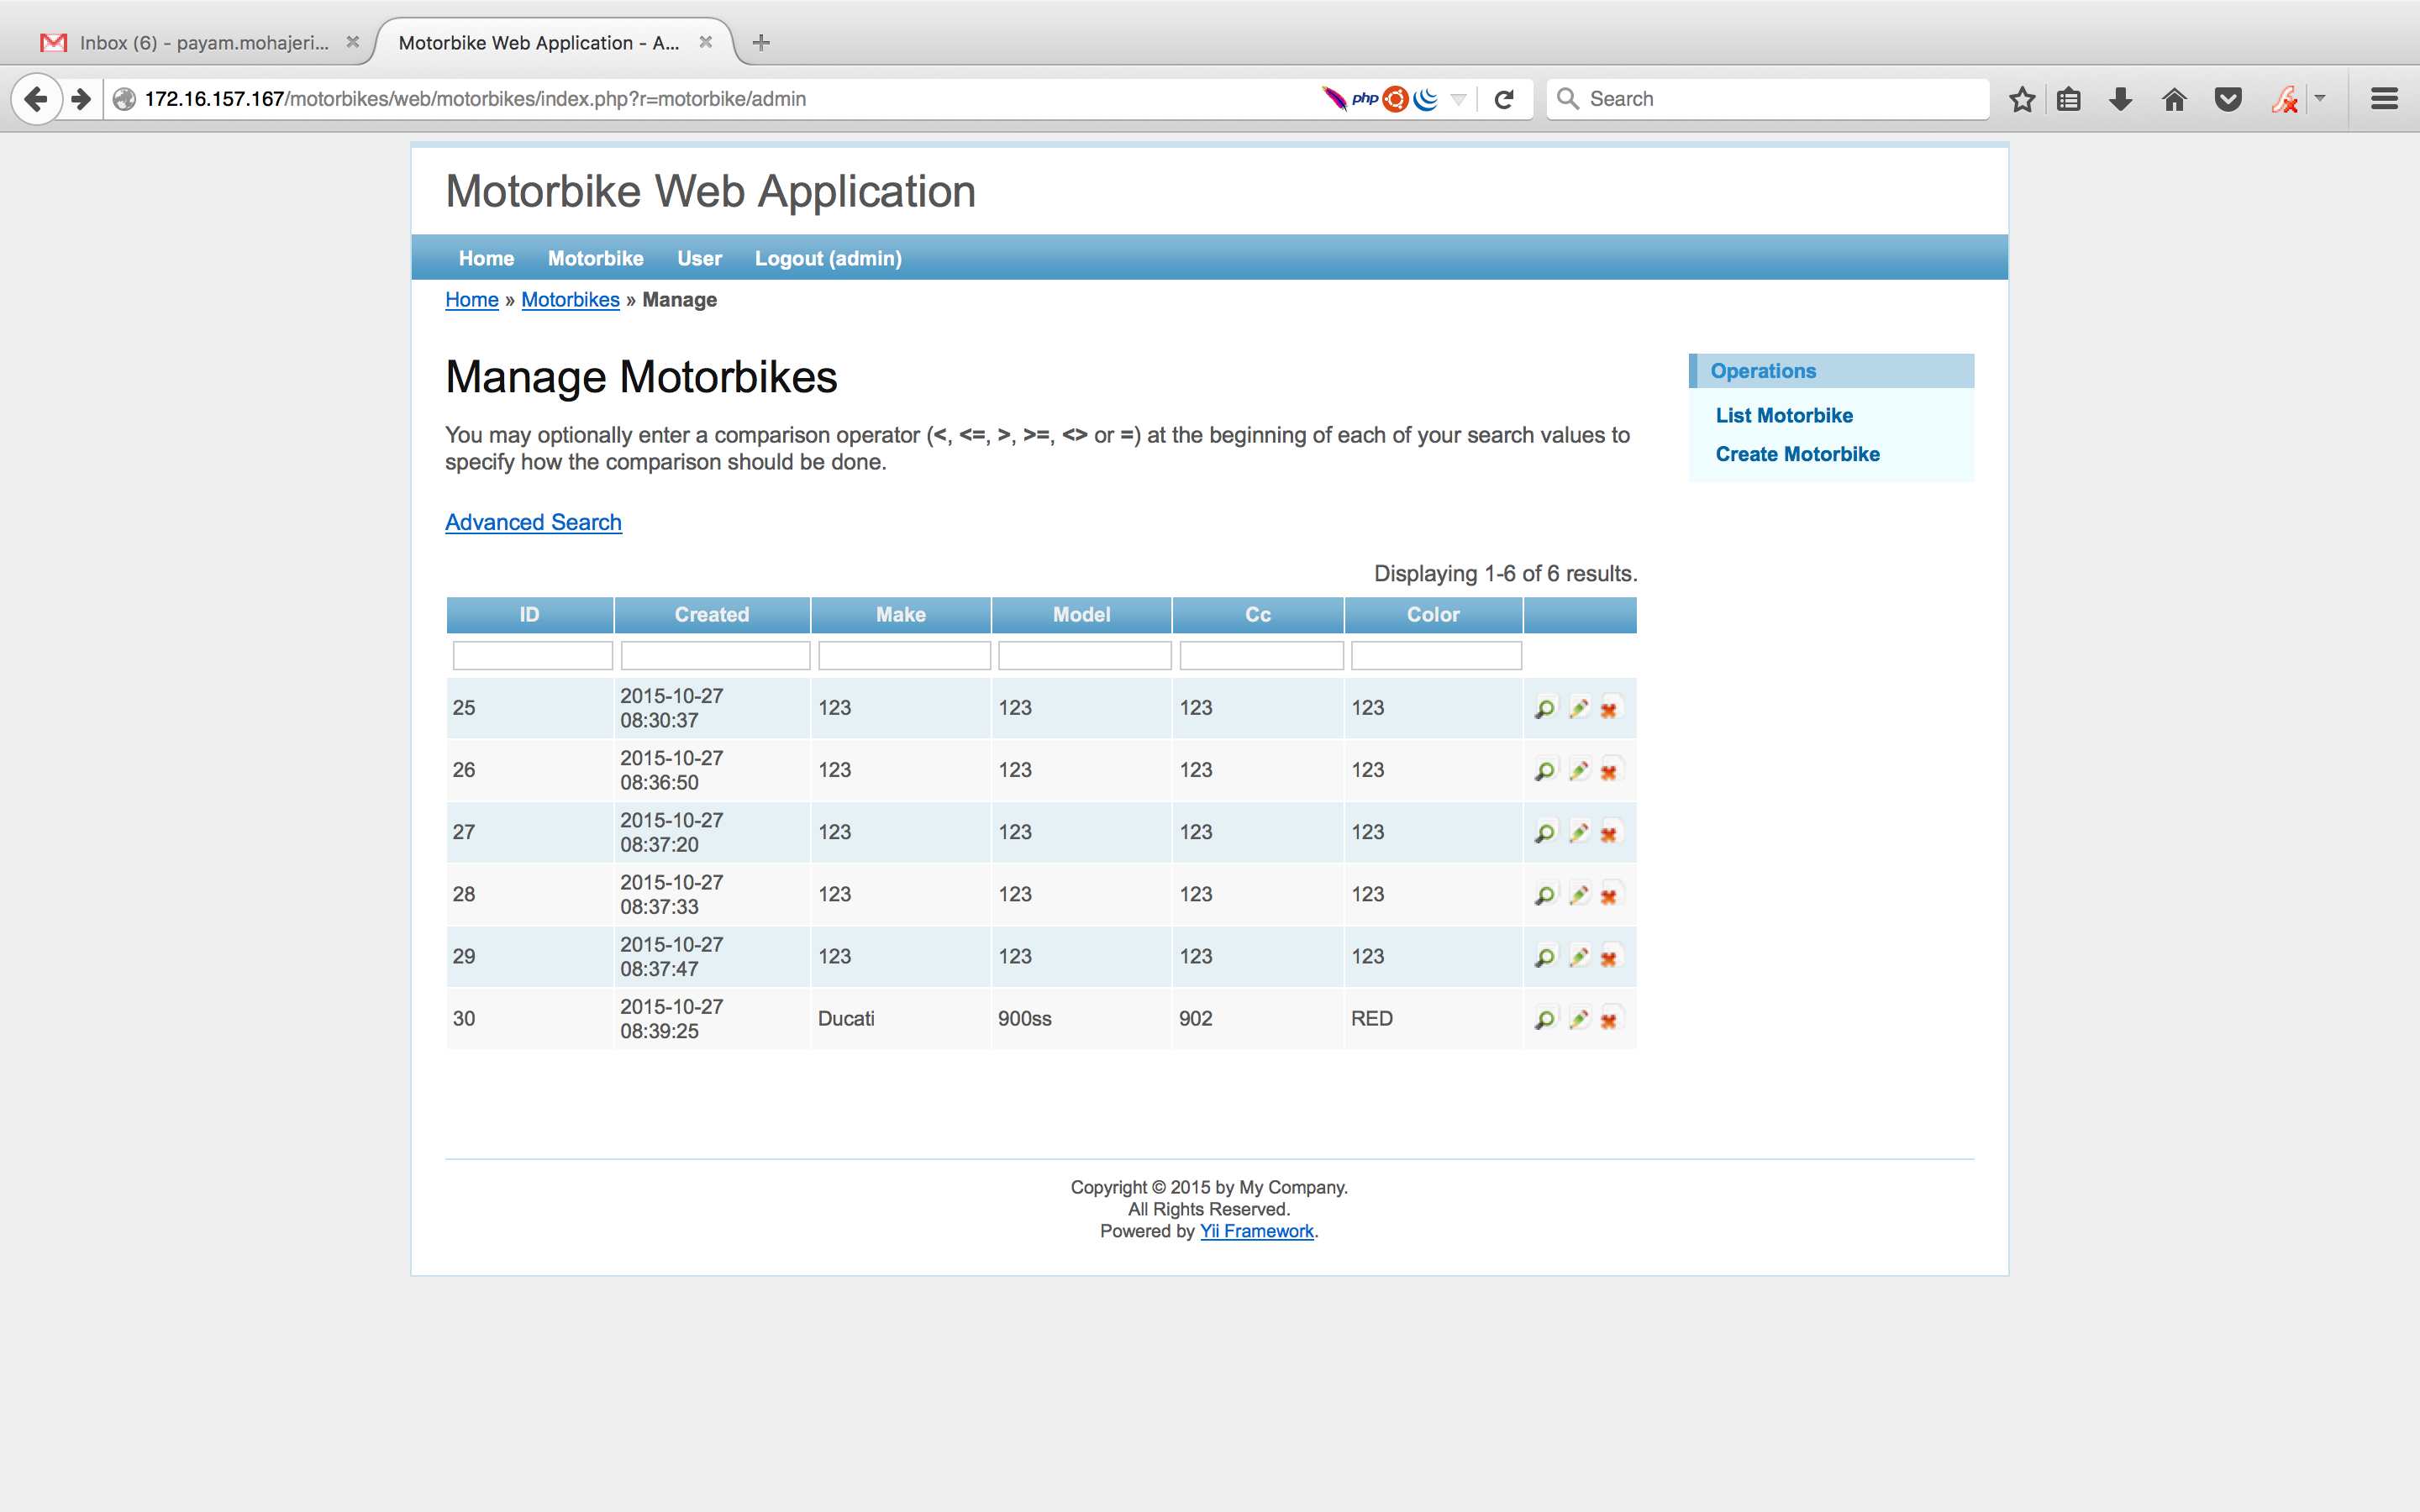 Inbox (6) - payam.mohajeri...
Motorbike Web Application - A...
172.16.157.167/motorbikes/web/motorbikes/index.php?r=motorbike/admin
php
Search
Motorbike Web Application
Home Motorbike User Logout (admin)
Home » Motorbikes » Manage
Manage Motorbikes
You may optionally enter a comparison operator (<, <=, >, >=, <> or =) at the beginning of each of your search values to
specify how the comparison should be done.
Advanced Search
Operations
List Motorbike
Create Motorbike
Displaying 1-6 of 6 results.
ID Created Make Model Cc Color
25 2015-10-27 08:30:37 123 123 123 123
26 2015-10-27 08:36:50 123 123 123 123
27 2015-10-27 08:37:20 123 123 123 123
28 2015-10-27 08:37:33 123 123 123 123
29 2015-10-27 08:37:47 123 123 123 123
30 2015-10-27 08:39:25 Ducati 900ss 902 RED
Copyright © 2015 by My Company.
All Rights Reserved.
Powered by Yii Framework.